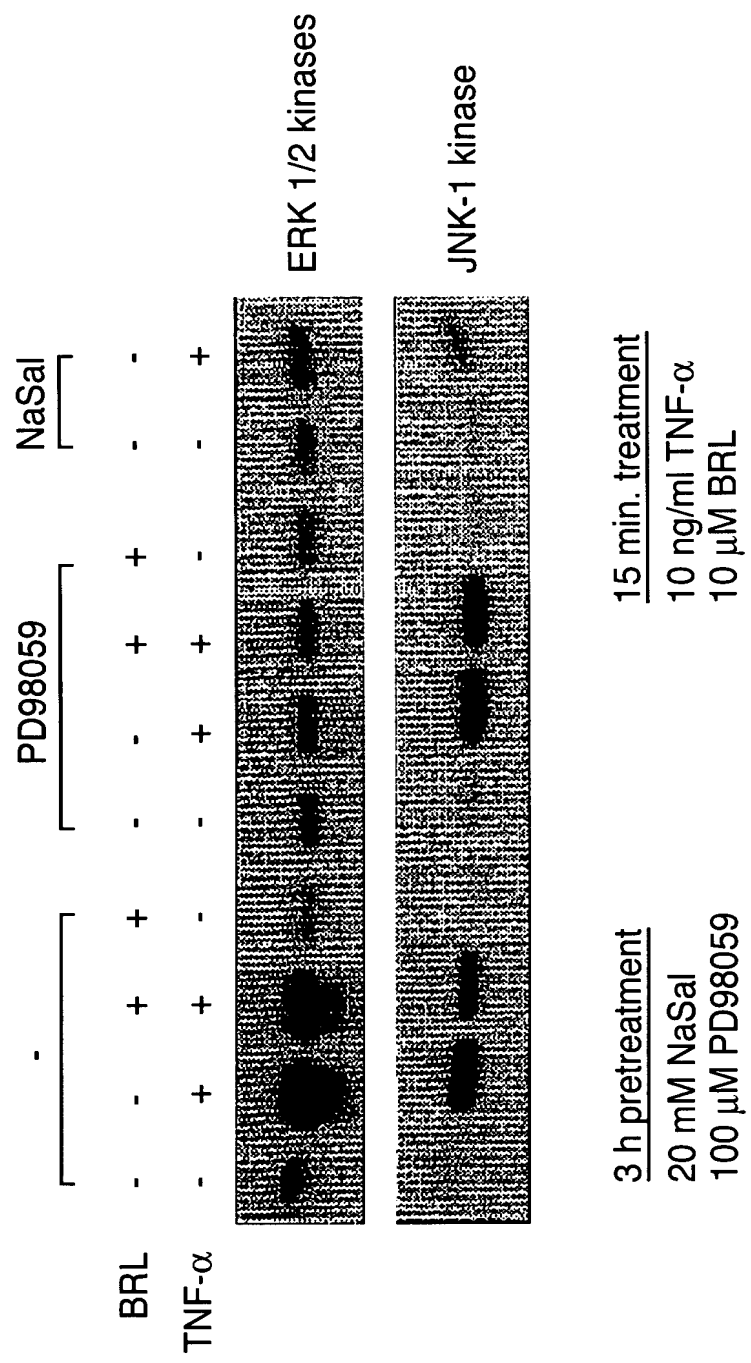 - PD98059 NaSal
BRL - - + + - - + + - -
TNF-α - + + - - + + - - +
ERK 1/2 kinases
JNK-1 kinase
3 h pretreatment
20 mM NaSal
100 μM PD98059
15 min. treatment
10 ng/ml TNF-α
10 μM BRL